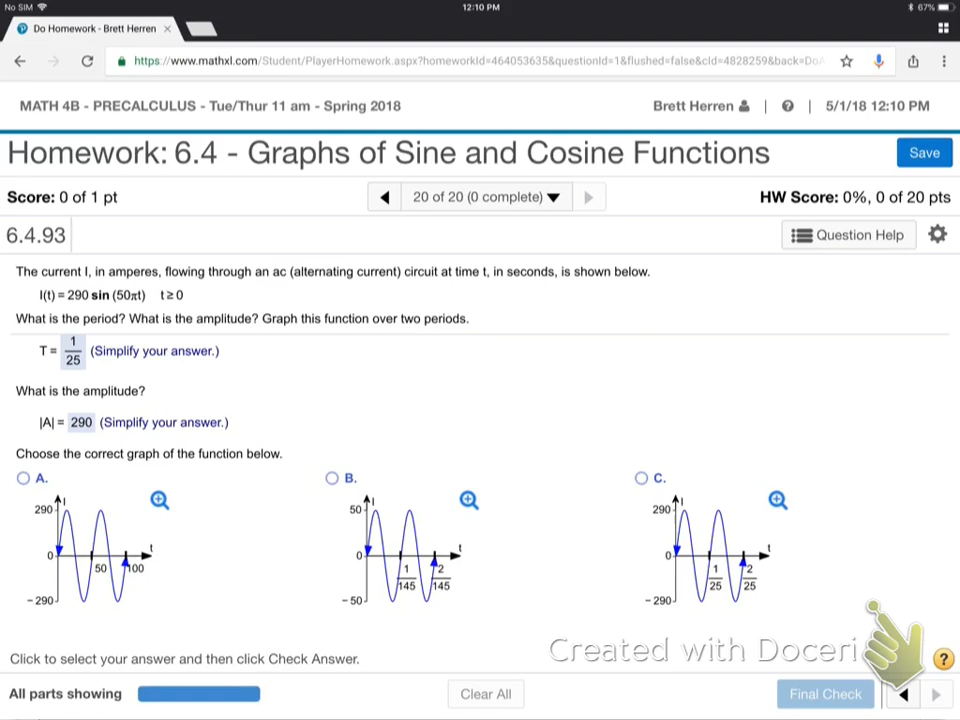 No SIM 12:10 PM 67%
Do Homework - Brett Herren ×
https://www.mathxl.com/Student/PlayerHomework.aspx?homeworkId=464053635&questionId=1&flushed=false&cId=4828259&back=Do
MATH 4B - PRECALCULUS - Tue/Thur 11 am - Spring 2018 Brett Herren | ? | 5/1/18 12:10 PM
Homework: 6.4 - Graphs of Sine and Cosine Functions Save
Score: 0 of 1 pt 20 of 20 (0 complete) HW Score: 0%, 0 of 20 pts
6.4.93 Question Help
The current I, in amperes, flowing through an ac (alternating current) circuit at time t, in seconds, is shown below.
I(t) = 290 sin (50πt) t ≥ 0
What is the period? What is the amplitude? Graph this function over two periods.
T = 1/25 (Simplify your answer.)
What is the amplitude?
|A| = 290 (Simplify your answer.)
Choose the correct graph of the function below.
A. B. C.
290 I 50 I 290 I
0 t 0 t 0 t
50 100 1/145 2/145 1/25 2/25
-290 -50 -290
Created with Doceri
Click to select your answer and then click Check Answer. ?
All parts showing Clear All Final Check